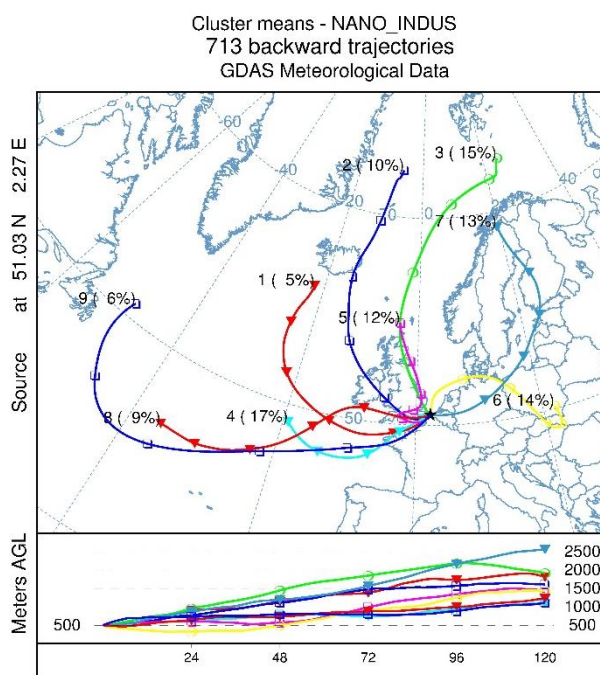 Cluster means - NANO_INDUS
713 backward trajectories
GDAS Meteorological Data
Source at 51.03 N 2.27 E
60
40
20
0
40
50
3 ( 15%)
2 ( 10%)
7 ( 13%)
1 ( 5%)
9 ( 6%)
5 ( 12%)
6 ( 14%)
8 ( 9%)
4 ( 17%)
Meters AGL
500
2500
2000
1500
1000
500
24 48 72 96 120